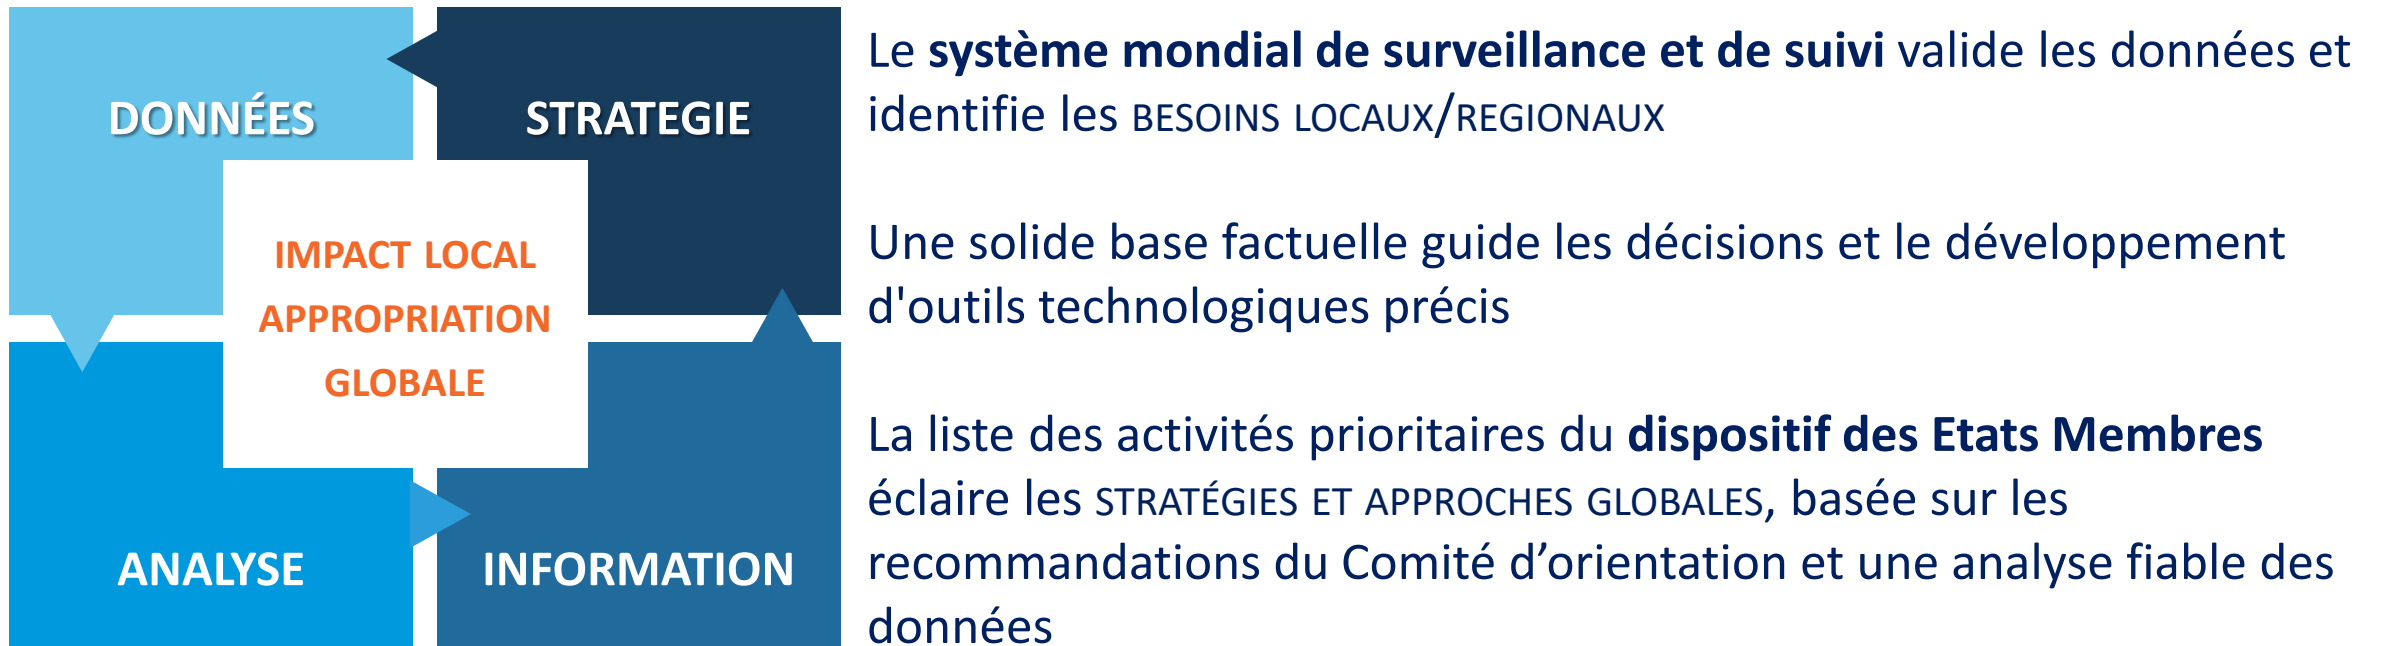 DONNÉES
STRATEGIE
IMPACT LOCAL
APPROPRIATION
GLOBALE
ANALYSE
INFORMATION
Le système mondial de surveillance et de suivi valide les données et
identifie les BESOINS LOCAUX/REGIONAUX
Une solide base factuelle guide les décisions et le développement
d'outils technologiques précis
La liste des activités prioritaires du dispositif des Etats Membres
éclaire les STRATÉGIES ET APPROCHES GLOBALES, basée sur les
recommandations du Comité d’orientation et une analyse fiable des
données